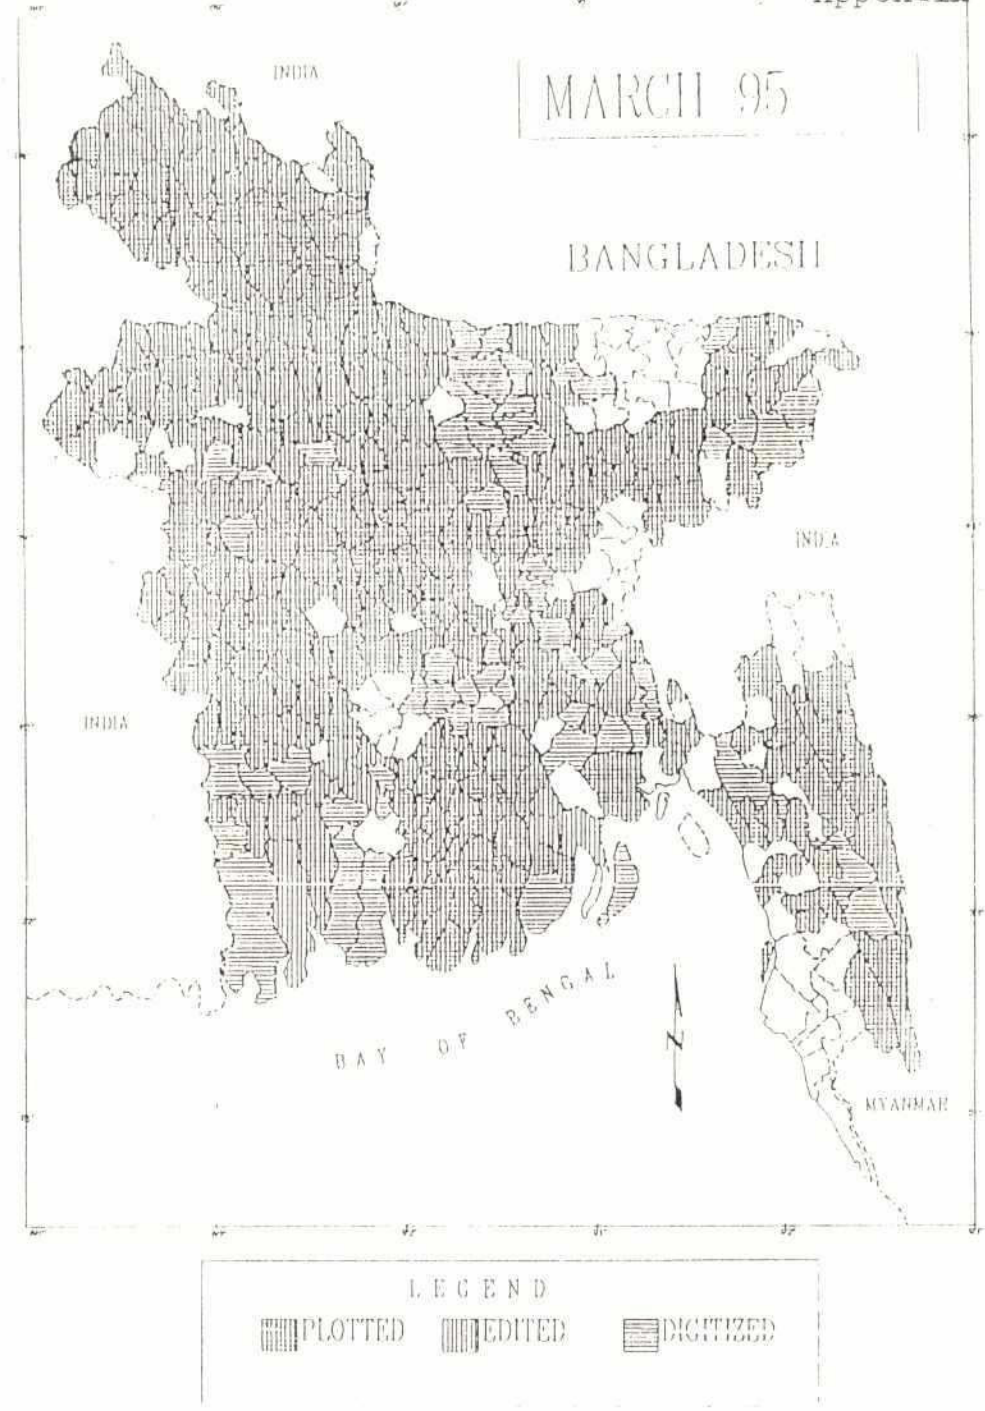 INDIA
MARCH 95
BANGLADESH
INDIA
INDIA
BAY OF BENGAL
N
MYANMAR
LEGEND
PLOTTED EDITED DIGITIZED